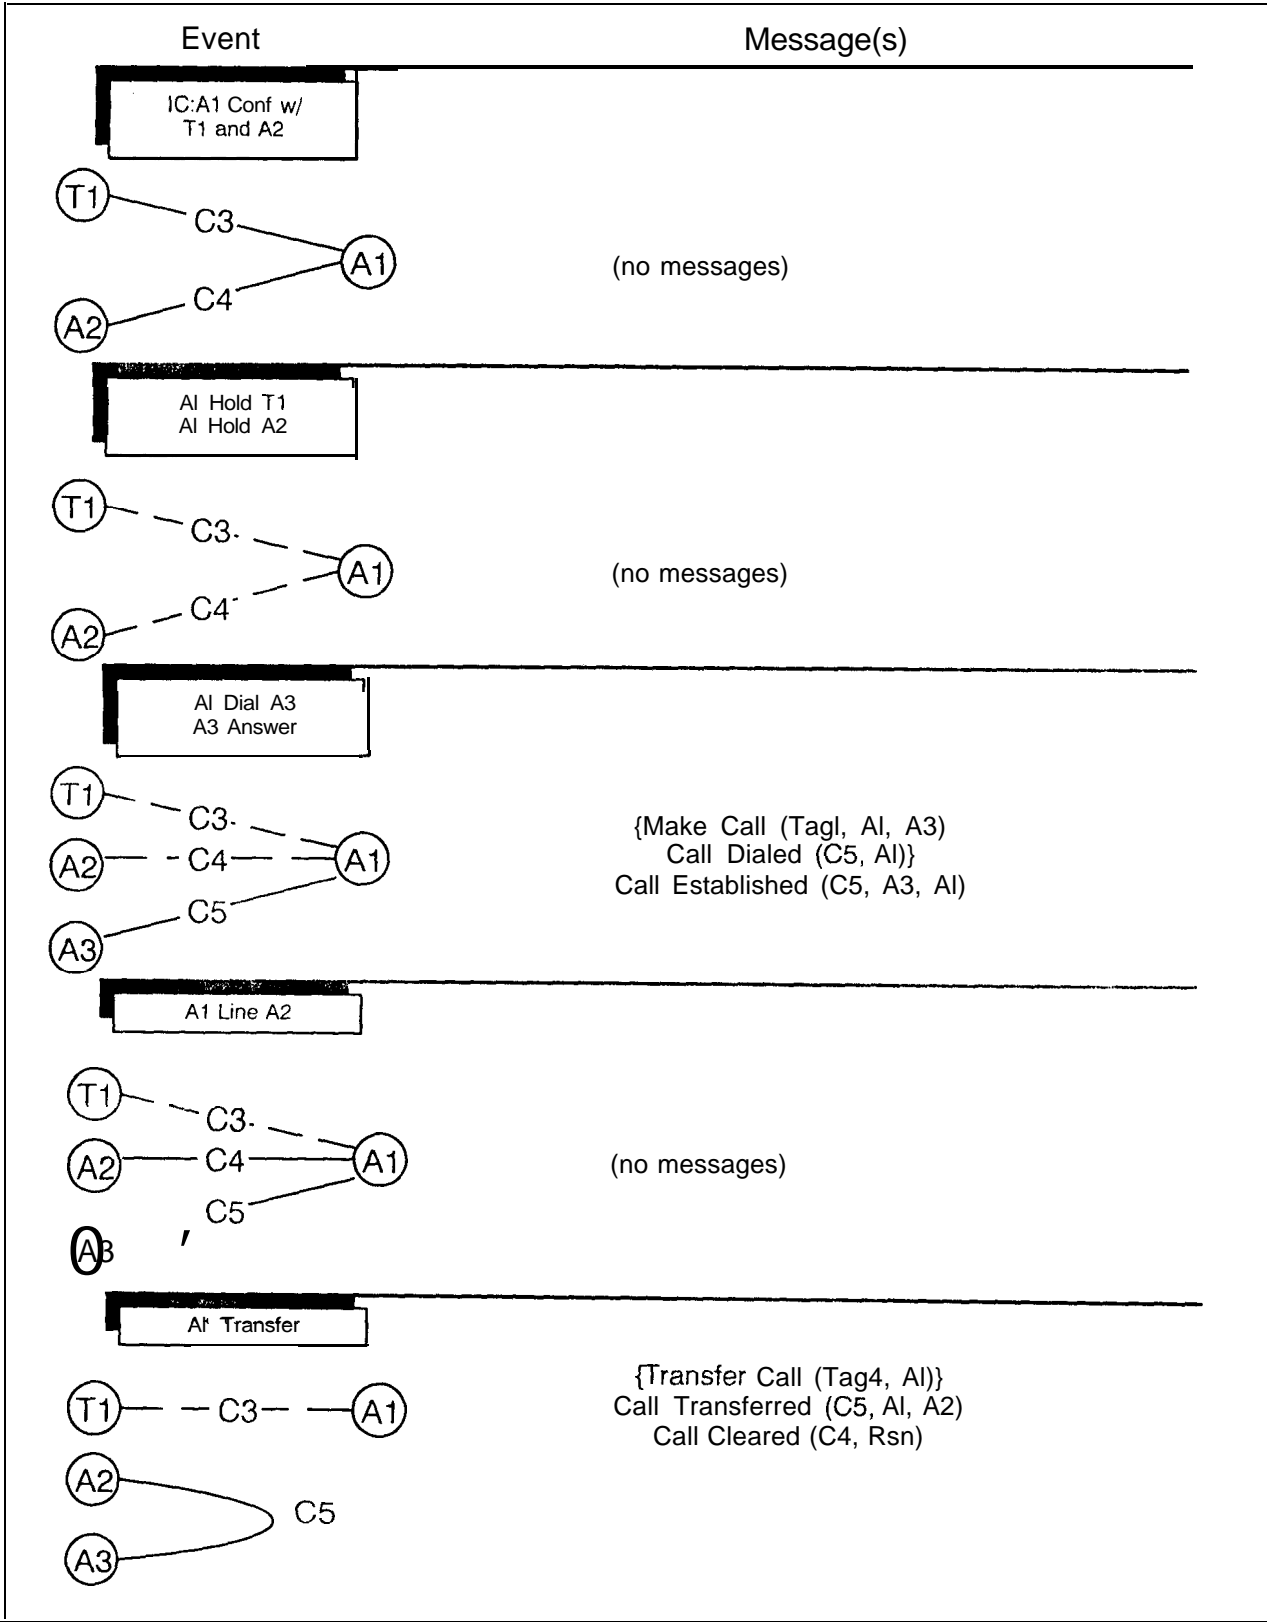 Event Message(s)
IC:A1 Conf w/
T1 and A2
T1
C3
A1
(no messages)
C4
A2
Al Hold T1
Al Hold A2
T1
C3
A1
(no messages)
C4
A2
Al Dial A3
A3 Answer
T1
C3
{Make Call (Tagl, Al, A3)
A2 C4 A1
Call Dialed (C5, Al)}
Call Established (C5, A3, Al)
C5
A3
A1 Line A2
T1
C3
A2 C4 A1
(no messages)
C5
A3
Transfer
{Transfer Call (Tag4, Al)}
T1 C3 A1
Call Transferred (C5, Al, A2)
Call Cleared (C4, Rsn)
A2
C5
A3